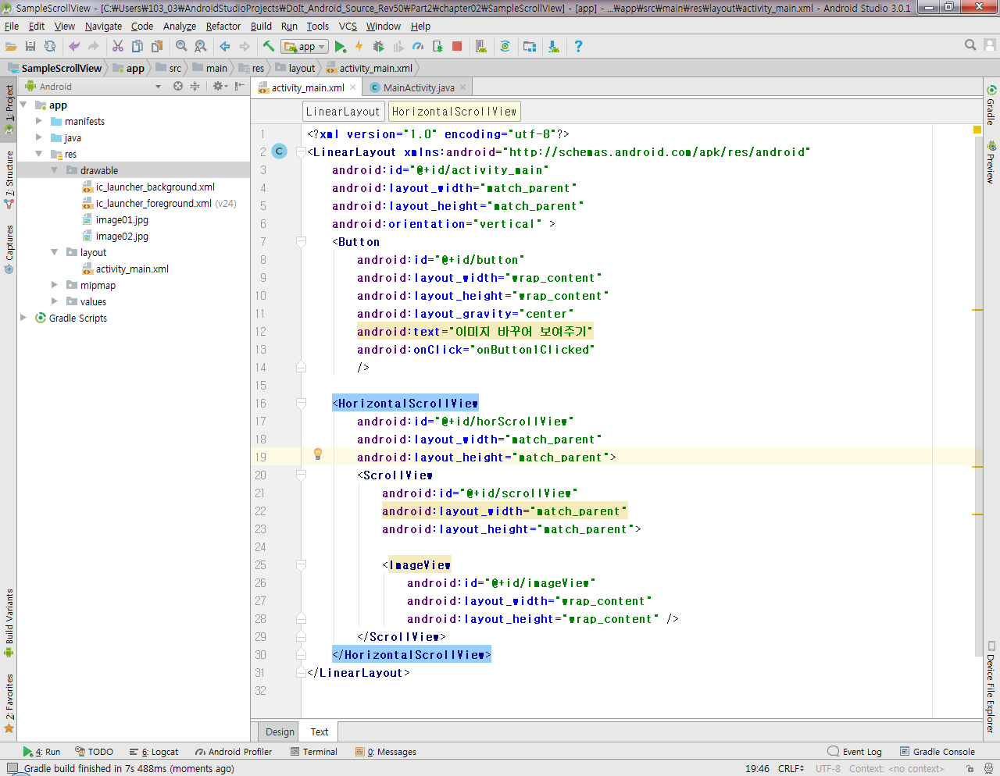 SampleScrollView - [C:₩Users₩103_03₩AndroidStudioProjects₩DoIt_Android_Source_Rev50₩Part2₩chapter02₩SampleScrollView] - [app] - ...₩app₩src₩main₩res₩layout₩activity_main.xml - Android Studio 3.0.1
File Edit View Navigate Code Analyze Refactor Build Run Tools VCS Window Help
app
SampleScrollView app src main res layout activity_main.xml
Android
activity_main.xml MainActivity.java
LinearLayout HorizontalScrollView
1: Project
7: Structure
Captures
Build Variants
2: Favorites
app
manifests
java
res
drawable
ic_launcher_background.xml
ic_launcher_foreground.xml (v24)
image01.jpg
image02.jpg
layout
activity_main.xml
mipmap
values
Gradle Scripts
1 <?xml version="1.0" encoding="utf-8"?>
2 C <LinearLayout xmlns:android="http://schemas.android.com/apk/res/android"
3 android:id="@+id/activity_main"
4 android:layout_width="match_parent"
5 android:layout_height="match_parent"
6 android:orientation="vertical" >
7 <Button
8 android:id="@+id/button"
9 android:layout_width="wrap_content"
10 android:layout_height="wrap_content"
11 android:layout_gravity="center"
12 android:text="이미지 바꾸어 보여주기"
13 android:onClick="onButton1Clicked"
14 />
15
16 <HorizontalScrollView
17 android:id="@+id/horScrollView"
18 android:layout_width="match_parent"
19 android:layout_height="match_parent">
20 <ScrollView
21 android:id="@+id/scrollView"
22 android:layout_width="match_parent"
23 android:layout_height="match_parent">
24
25 <ImageView
26 android:id="@+id/imageView"
27 android:layout_width="wrap_content"
28 android:layout_height="wrap_content" />
29 </ScrollView>
30 </HorizontalScrollView>
31 </LinearLayout>
32
Gradle
Preview
Device File Explorer
Design Text
4: Run TODO 6: Logcat Android Profiler Terminal 0: Messages Event Log Gradle Console
Gradle build finished in 7s 488ms (moments ago) 19:46 CRLF UTF-8 Context: <no context>